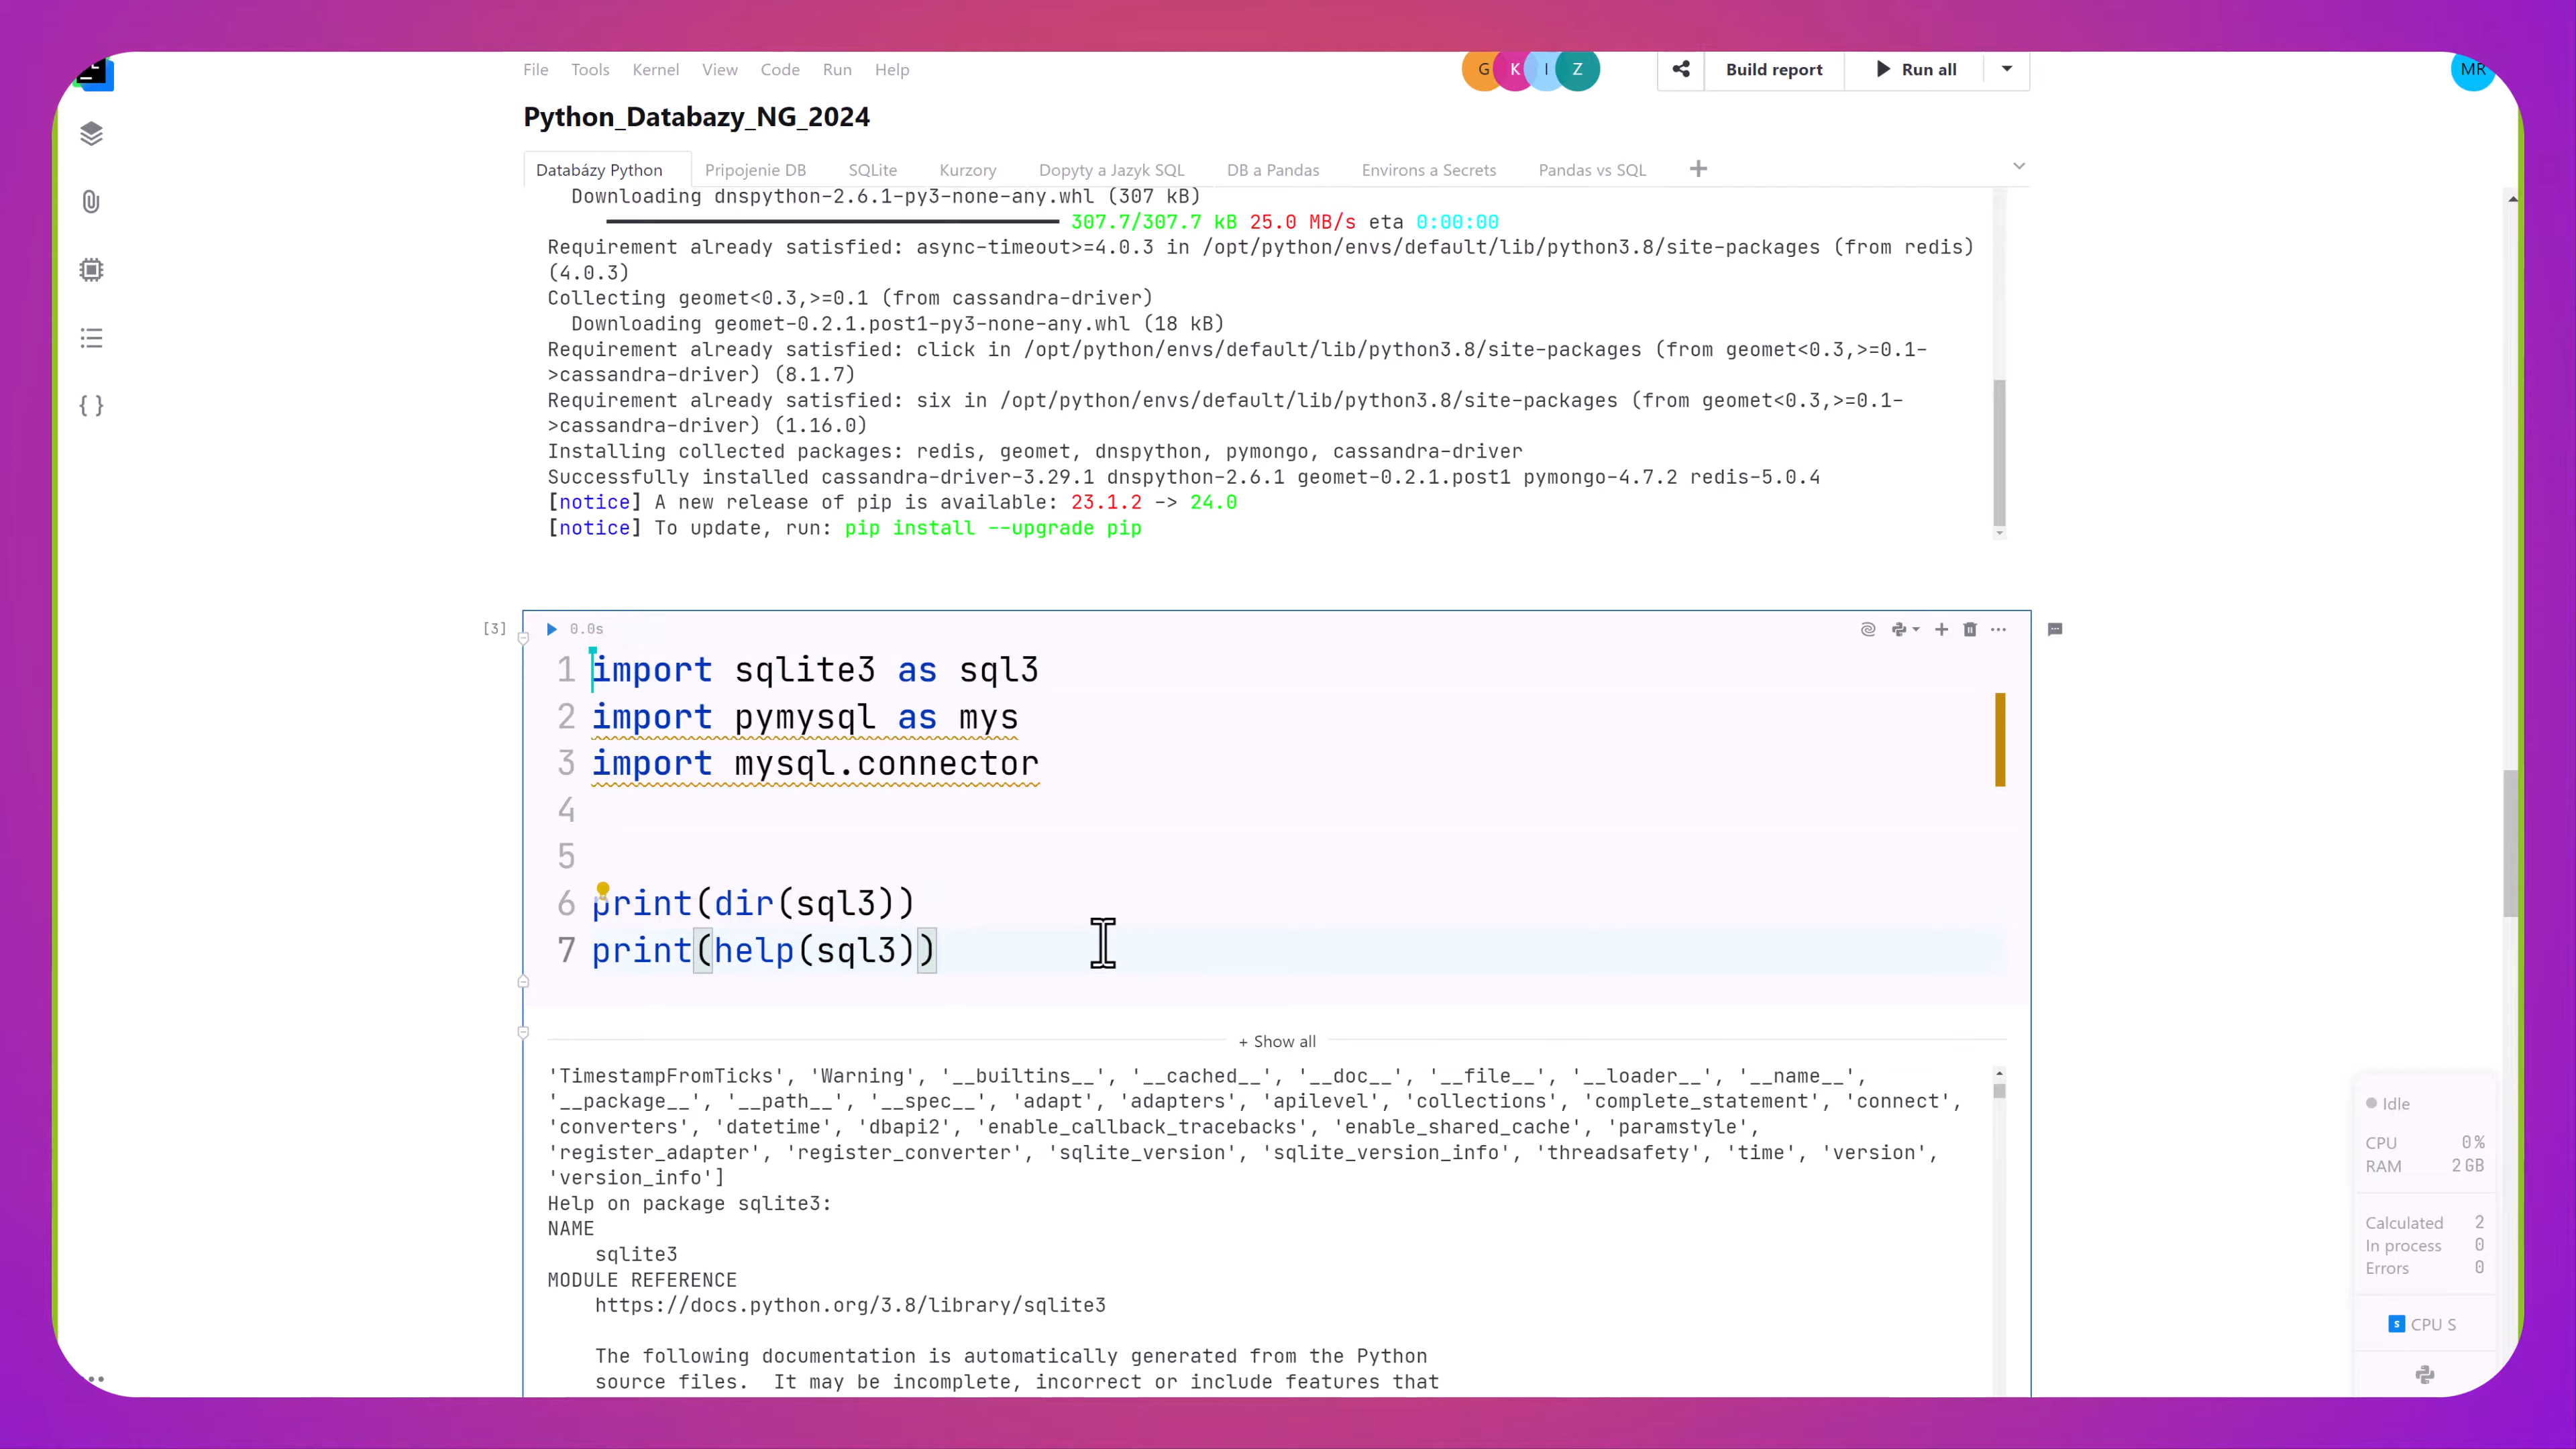 File Tools Kernel View Code Run Help
G K I Z
Build report
Run all
MR
Python_Databazy_NG_2024
Databázy Python Pripojenie DB SQLite Kurzory Dopyty a Jazyk SQL DB a Pandas Environs a Secrets Pandas vs SQL
Downloading dnspython-2.6.1-py3-none-any.whl (307 kB)
307.7/307.7 kB 25.0 MB/s eta 0:00:00
Requirement already satisfied: async-timeout>=4.0.3 in /opt/python/envs/default/lib/python3.8/site-packages (from redis)
(4.0.3)
Collecting geomet<0.3,>=0.1 (from cassandra-driver)
Downloading geomet-0.2.1.post1-py3-none-any.whl (18 kB)
Requirement already satisfied: click in /opt/python/envs/default/lib/python3.8/site-packages (from geomet<0.3,>=0.1-
>cassandra-driver) (8.1.7)
Requirement already satisfied: six in /opt/python/envs/default/lib/python3.8/site-packages (from geomet<0.3,>=0.1-
>cassandra-driver) (1.16.0)
Installing collected packages: redis, geomet, dnspython, pymongo, cassandra-driver
Successfully installed cassandra-driver-3.29.1 dnspython-2.6.1 geomet-0.2.1.post1 pymongo-4.7.2 redis-5.0.4
[notice] A new release of pip is available: 23.1.2 -> 24.0
[notice] To update, run: pip install --upgrade pip
[3] 0.0s
1 import sqlite3 as sql3
2 import pymysql as mys
3 import mysql.connector
4
5
6 print(dir(sql3))
7 print(help(sql3))
+ Show all
'TimestampFromTicks', 'Warning', '__builtins__', '__cached__', '__doc__', '__file__', '__loader__', '__name__',
'__package__', '__path__', '__spec__', 'adapt', 'adapters', 'apilevel', 'collections', 'complete_statement', 'connect',
'converters', 'datetime', 'dbapi2', 'enable_callback_tracebacks', 'enable_shared_cache', 'paramstyle',
'register_adapter', 'register_converter', 'sqlite_version', 'sqlite_version_info', 'threadsafety', 'time', 'version',
'version_info']
Help on package sqlite3:
NAME
sqlite3
MODULE REFERENCE
https://docs.python.org/3.8/library/sqlite3
The following documentation is automatically generated from the Python
source files. It may be incomplete, incorrect or include features that
Idle
CPU 0%
RAM 2 GB
Calculated 2
In process 0
Errors 0
S CPU S